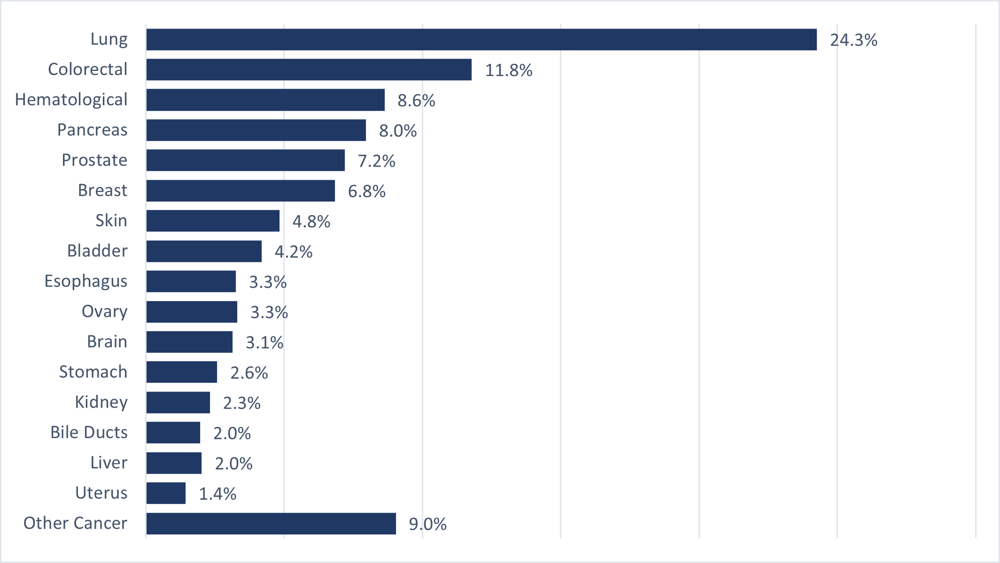 Lung 24.3%
Colorectal 11.8%
Hematological 8.6%
Pancreas 8.0%
Prostate 7.2%
Breast 6.8%
Skin 4.8%
Bladder 4.2%
Esophagus 3.3%
Ovary 3.3%
Brain 3.1%
Stomach 2.6%
Kidney 2.3%
Bile Ducts 2.0%
Liver 2.0%
Uterus 1.4%
Other Cancer 9.0%